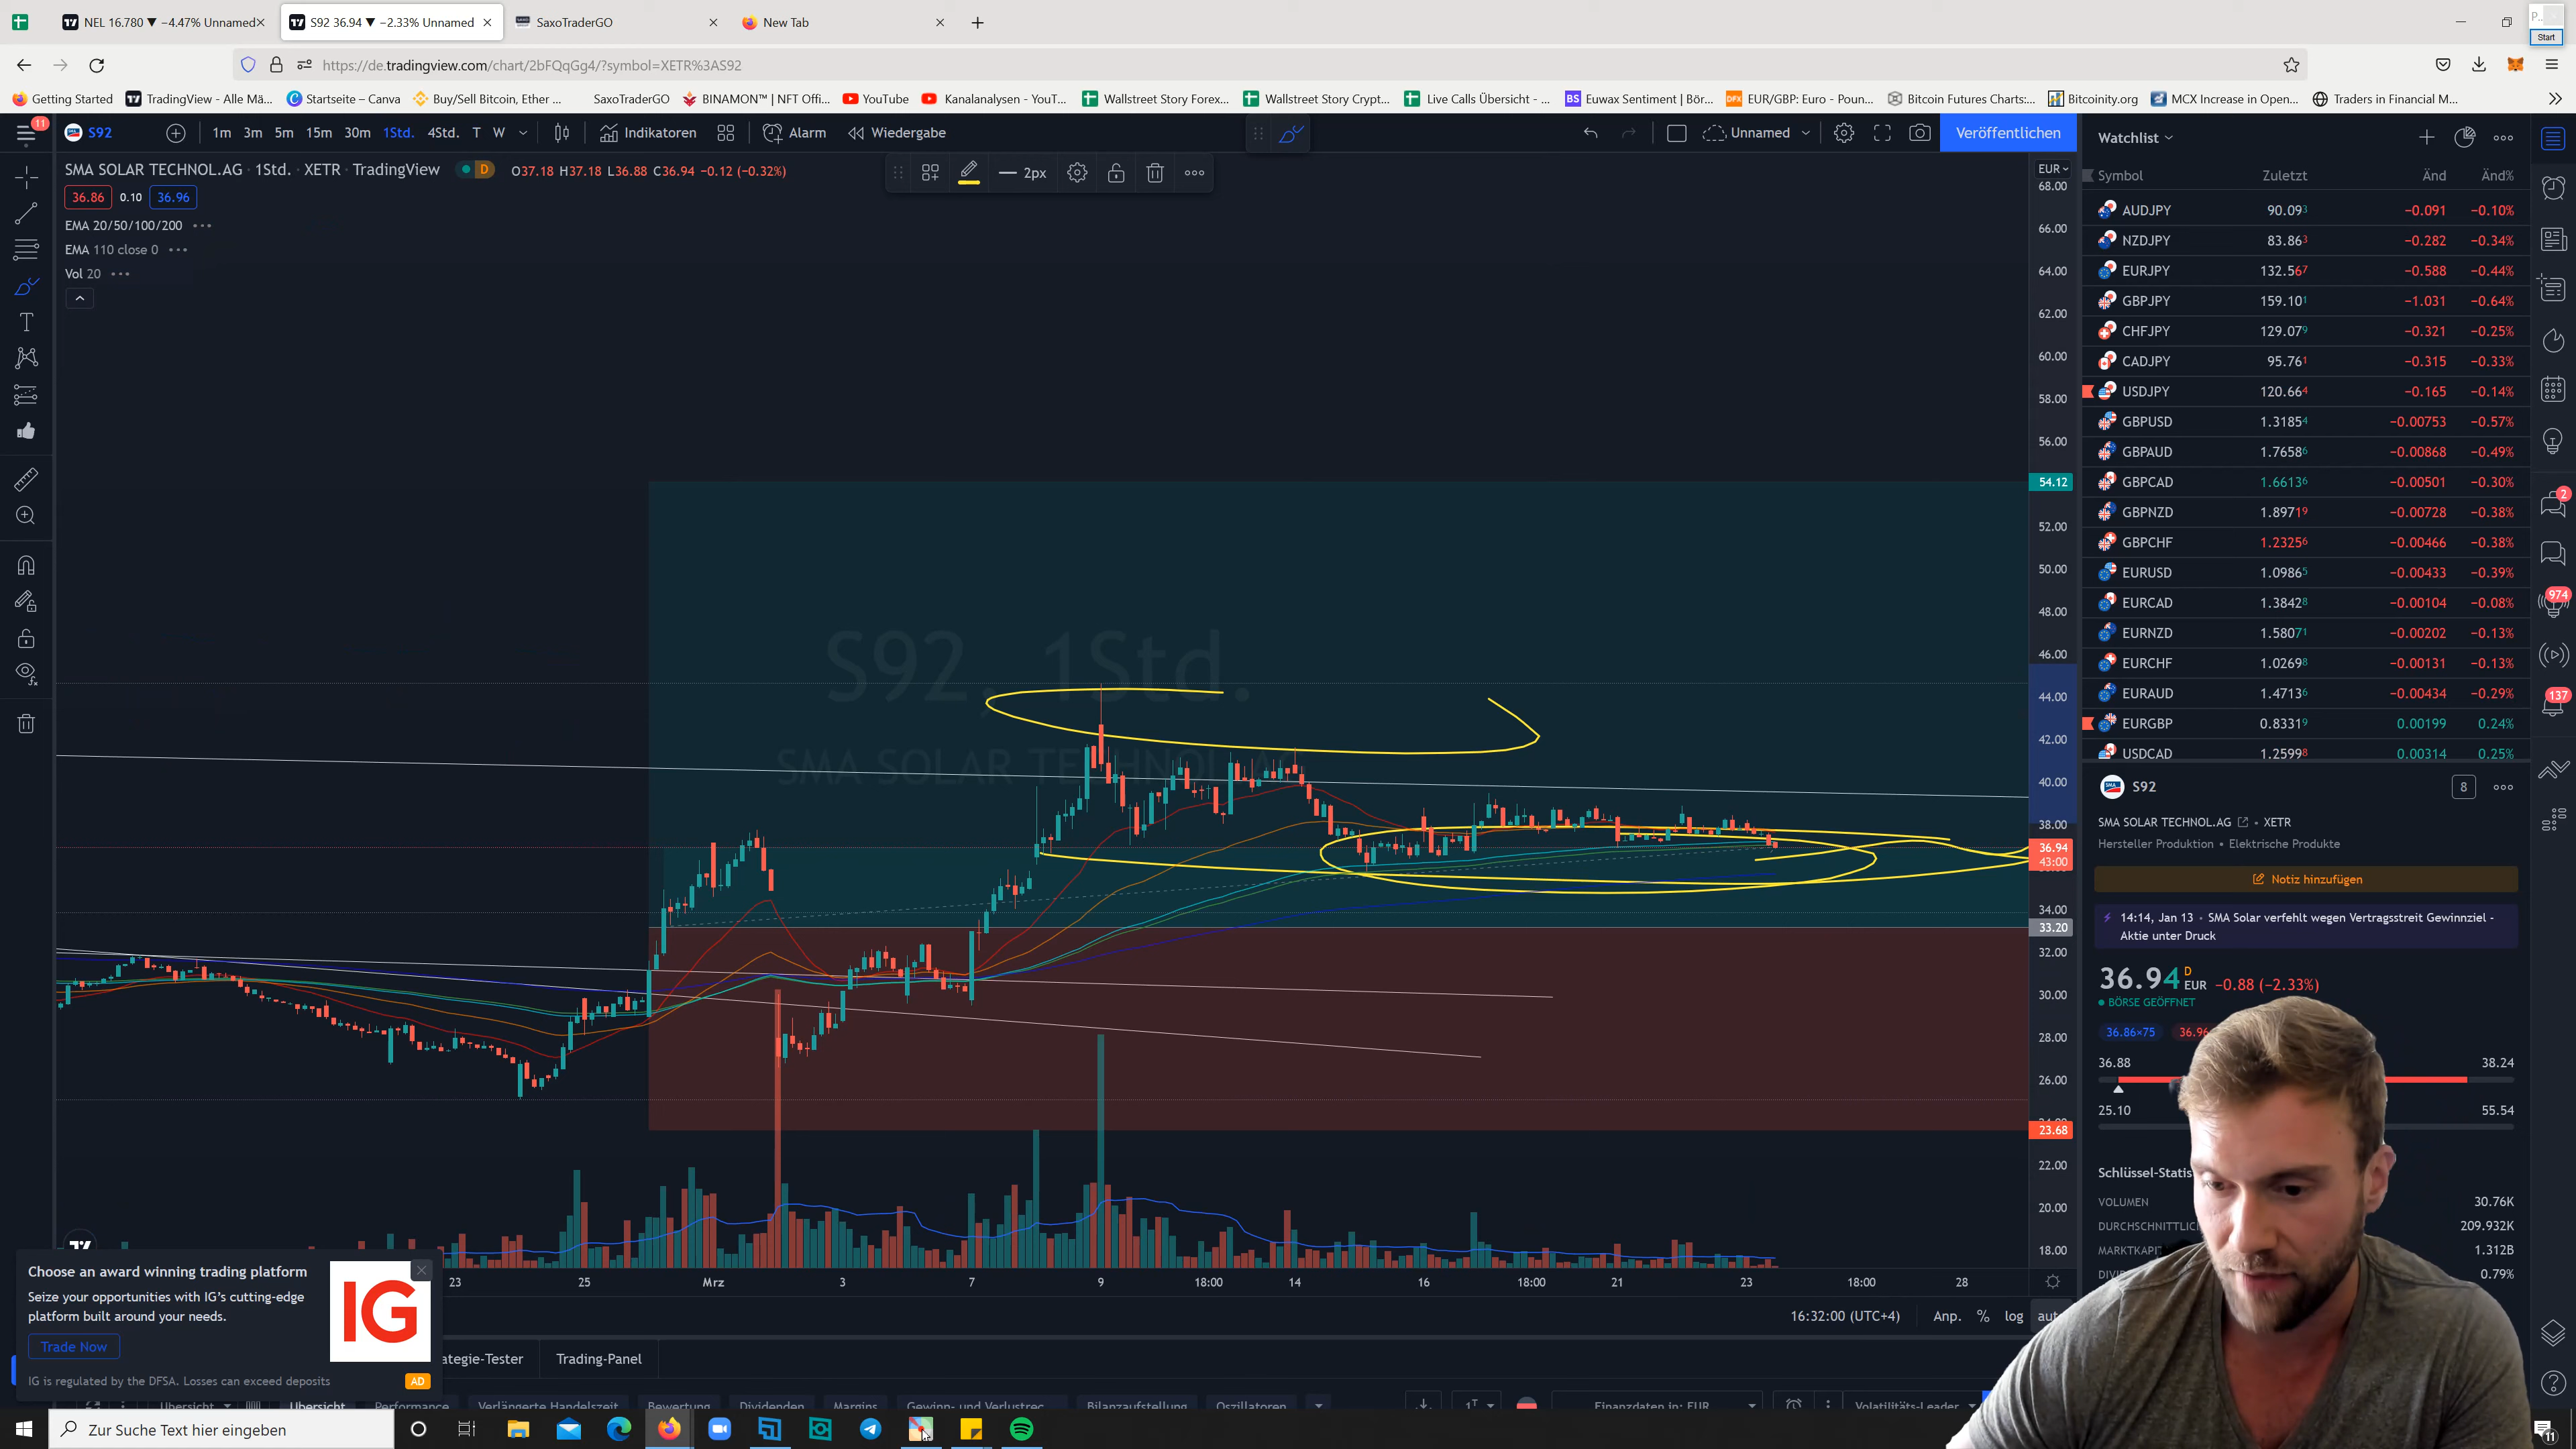 NEL 16.780 ▼ −4.47% Unnamed
S92 36.94 ▼ −2.33% Unnamed
SaxoTraderGO
New Tab
Start
https://de.tradingview.com/chart/2bFQqGg4/?symbol=XETR%3AS92
Getting Started
TradingView - Alle Mä...
Startseite – Canva
Buy/Sell Bitcoin, Ether ...
SaxoTraderGO
BINAMON™ | NFT Offi...
YouTube
Kanalanalysen - YouT...
Wallstreet Story Forex...
Wallstreet Story Crypt...
Live Calls Übersicht - ...
BS Euwax Sentiment | Bör...
EUR/GBP: Euro - Poun...
Bitcoin Futures Charts:...
Bitcoinity.org
MCX Increase in Open...
Traders in Financial M...
11
S92
1m 3m 5m 15m 30m 1Std. 4Std. T W
Indikatoren
Alarm
Wiedergabe
Unnamed
Veröffentlichen
SMA SOLAR TECHNOL.AG · 1Std. · XETR · TradingView
D
O37.18 H37.18 L36.88 C36.94 −0.12 (−0.32%)
2px
36.86 0.10 36.96
EMA 20/50/100/200
EMA 110 close 0
Vol 20
S92, 1Std.
SMA SOLAR TECHNOL
EUR
68.00
66.00
64.00
62.00
60.00
58.00
56.00
54.12
52.00
50.00
48.00
46.00
44.00
42.00
40.00
38.00
36.94
43:00
34.00
33.20
32.00
30.00
28.00
26.00
23.68
22.00
20.00
18.00
23 25 Mrz 3 7 9 18:00 14 16 18:00 21 23 18:00 28
16:32:00 (UTC+4)
Anp. % log aut
Watchlist
Symbol Zuletzt Änd Änd%
AUDJPY 90.093 −0.091 −0.10%
NZDJPY 83.863 −0.282 −0.34%
EURJPY 132.567 −0.588 −0.44%
GBPJPY 159.101 −1.031 −0.64%
CHFJPY 129.079 −0.321 −0.25%
CADJPY 95.761 −0.315 −0.33%
USDJPY 120.664 −0.165 −0.14%
GBPUSD 1.31854 −0.00753 −0.57%
GBPAUD 1.76586 −0.00868 −0.49%
GBPCAD 1.66136 −0.00501 −0.30%
GBPNZD 1.89719 −0.00728 −0.38%
GBPCHF 1.23256 −0.00466 −0.38%
EURUSD 1.09865 −0.00433 −0.39%
EURCAD 1.38428 −0.00104 −0.08%
EURNZD 1.58071 −0.00202 −0.13%
EURCHF 1.02698 −0.00131 −0.13%
EURAUD 1.47136 −0.00434 −0.29%
EURGBP 0.83319 0.00199 0.24%
USDCAD 1.25998 0.00314 0.25%
2
974
137
S92
8
SMA SOLAR TECHNOL.AG · XETR
Hersteller Produktion · Elektrische Produkte
Notiz hinzufügen
14:14, Jan 13 · SMA Solar verfehlt wegen Vertragsstreit Gewinnziel -
Aktie unter Druck
36.94 D EUR −0.88 (−2.33%)
BÖRSE GEÖFFNET
36.86×75 36.96
36.88 38.24
25.10 55.54
Schlüssel-Statis
VOLUMEN 30.76K
DURCHSCHNITTLIC 209.932K
MARKTKAPI 1.312B
DIVID 0.79%
Choose an award winning trading platform
Seize your opportunities with IG's cutting-edge
platform built around your needs.
Trade Now
IG
IG is regulated by the DFSA. Losses can exceed deposits
AD
ategie-Tester
Trading-Panel
Übersicht
Übersicht
Performance
Verlängerte Handelszeit
Bewertung
Dividenden
Margins
Gewinn- und Verlustrec
Bilanzaufstellung
Oszillatoren
1T
Finanzdaten in: EUR
Volatilitäts-Leader
Zur Suche Text hier eingeben
11